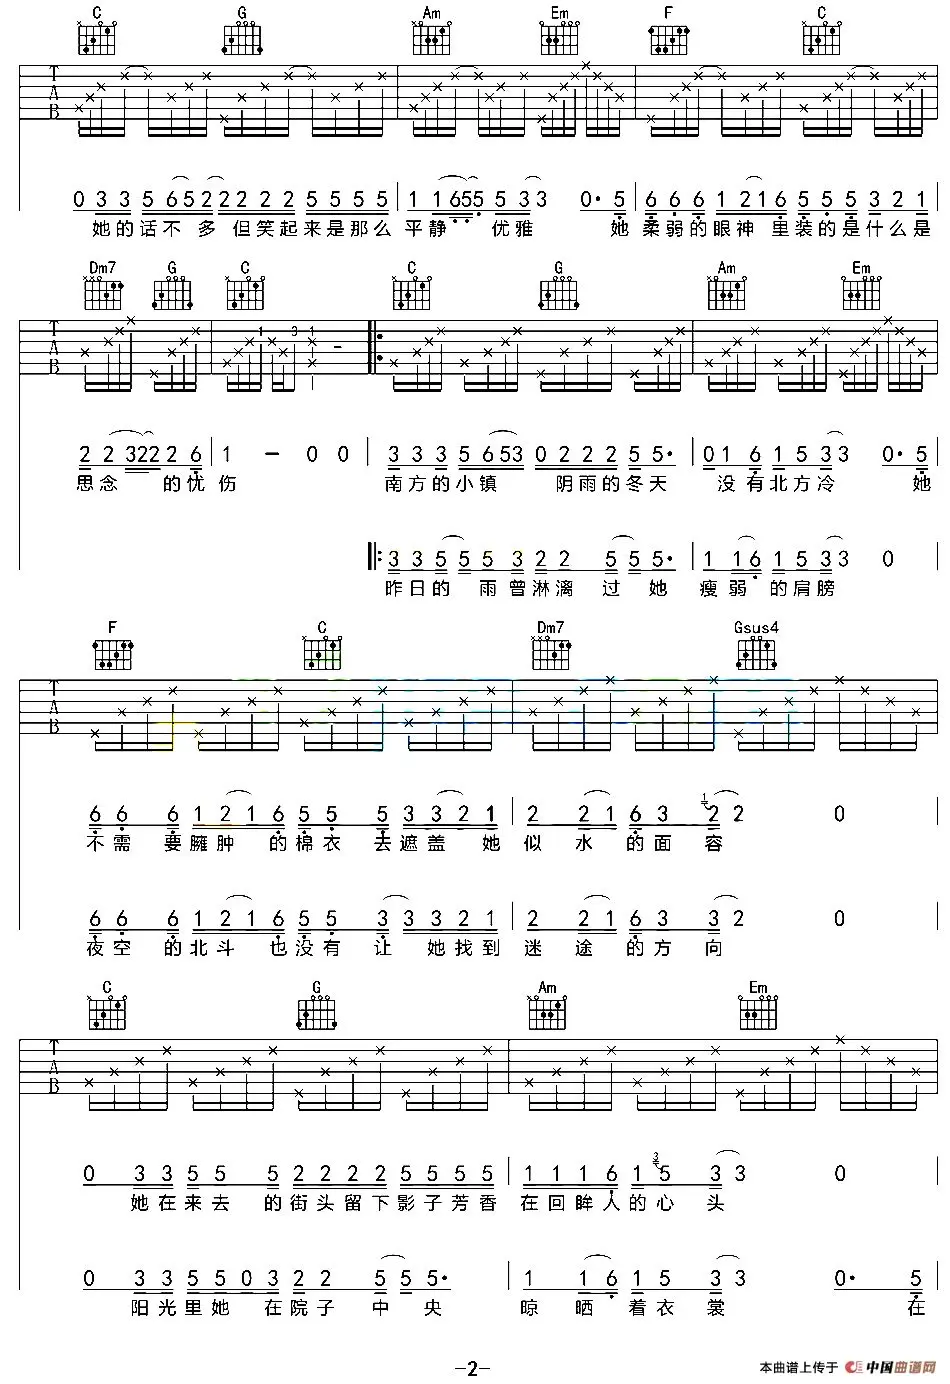 C G Am Em F C
T A B
0 3 3 5 6 5 2 2 2 2 2 5 5 5 5 1 1 6 5 5 5 3 3 0· 5 6 6 6 1 2 1 6 5 5 5 3 2 1
她的话不多 但笑起来是那么平静 优雅 她柔弱的眼神里装的是什么是
Dm7 G C C G Am Em
T A B 1 3 1 -
2 2 3 2 2 2 6 1 - 0 0 3 3 3 5 6 5 3 0 2 2 2 5 5· 0 1 6 1 5 3 3 0· 5
思念 的忧伤 南方的小镇 阴雨的冬天 没有北方冷 她
3 3 5 5 5 3 2 2 5 5 5· 1 1 6 1 5 3 3 0
昨日的 雨曾淋漓 过她 瘦弱的肩膀
F C Dm7 Gsus4
T A B
6 6 6 1 2 1 6 5 5 5 3 3 2 1 2 2 2 1 6 3 1 2 2 0
不需要臃肿的棉衣去遮盖她似水的面容
6 6 6 1 2 1 6 5 5 3 3 3 2 1 2 2 2 1 6 3 3 2 0
夜空的北斗也没有让她找到迷途的方向
C G Am Em
T A B
0 3 3 5 5 5 2 2 2 2 5 5 5 5 1 1 1 6 1 3 5 3 3 0
她在来去的街头留下影子芳香在回眸人的心头
0 3 3 5 5 0 3 2 2 5 5 5· 1 1 6 1 3 3 3 0· 5
阳光里她 在院子中央 晾晒着衣裳 在
-2-
本曲谱上传于 中国曲谱网